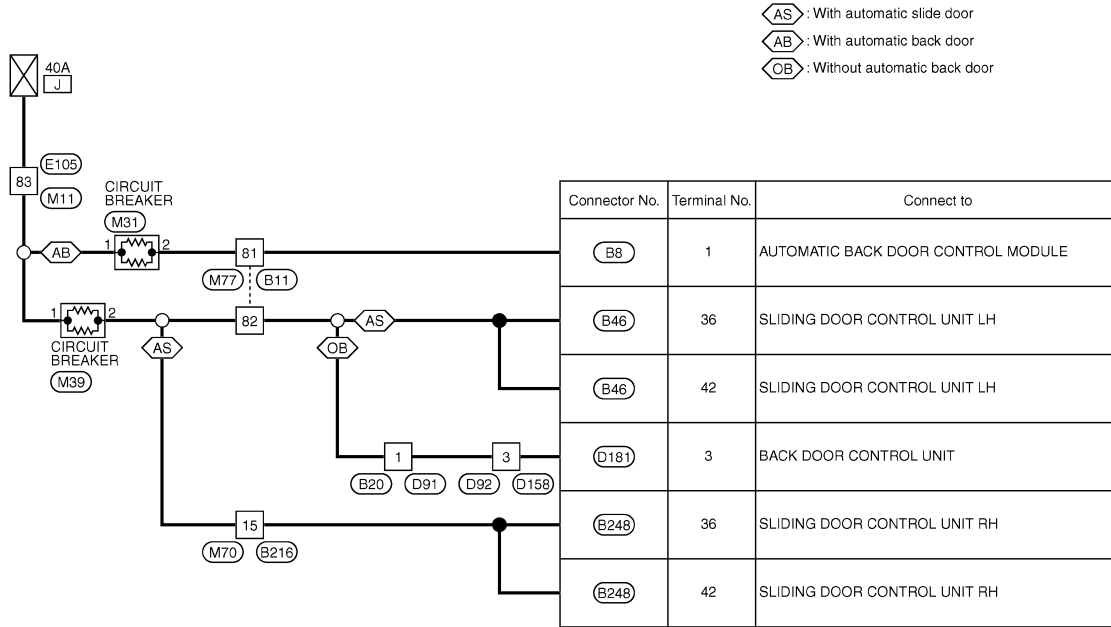 AS : With automatic slide door
AB : With automatic back door
OB : Without automatic back door
40A
J
83
E105
M11
CIRCUIT
BREAKER
M31
AB
1
2
81
M77
B11
1
2
CIRCUIT
BREAKER
M39
AS
82
AS
OB
1
3
B20
D91
D92
D158
15
M70
B216
Connector No. Terminal No. Connect to
B8 1 AUTOMATIC BACK DOOR CONTROL MODULE
B46 36 SLIDING DOOR CONTROL UNIT LH
B46 42 SLIDING DOOR CONTROL UNIT LH
D181 3 BACK DOOR CONTROL UNIT
B248 36 SLIDING DOOR CONTROL UNIT RH
B248 42 SLIDING DOOR CONTROL UNIT RH